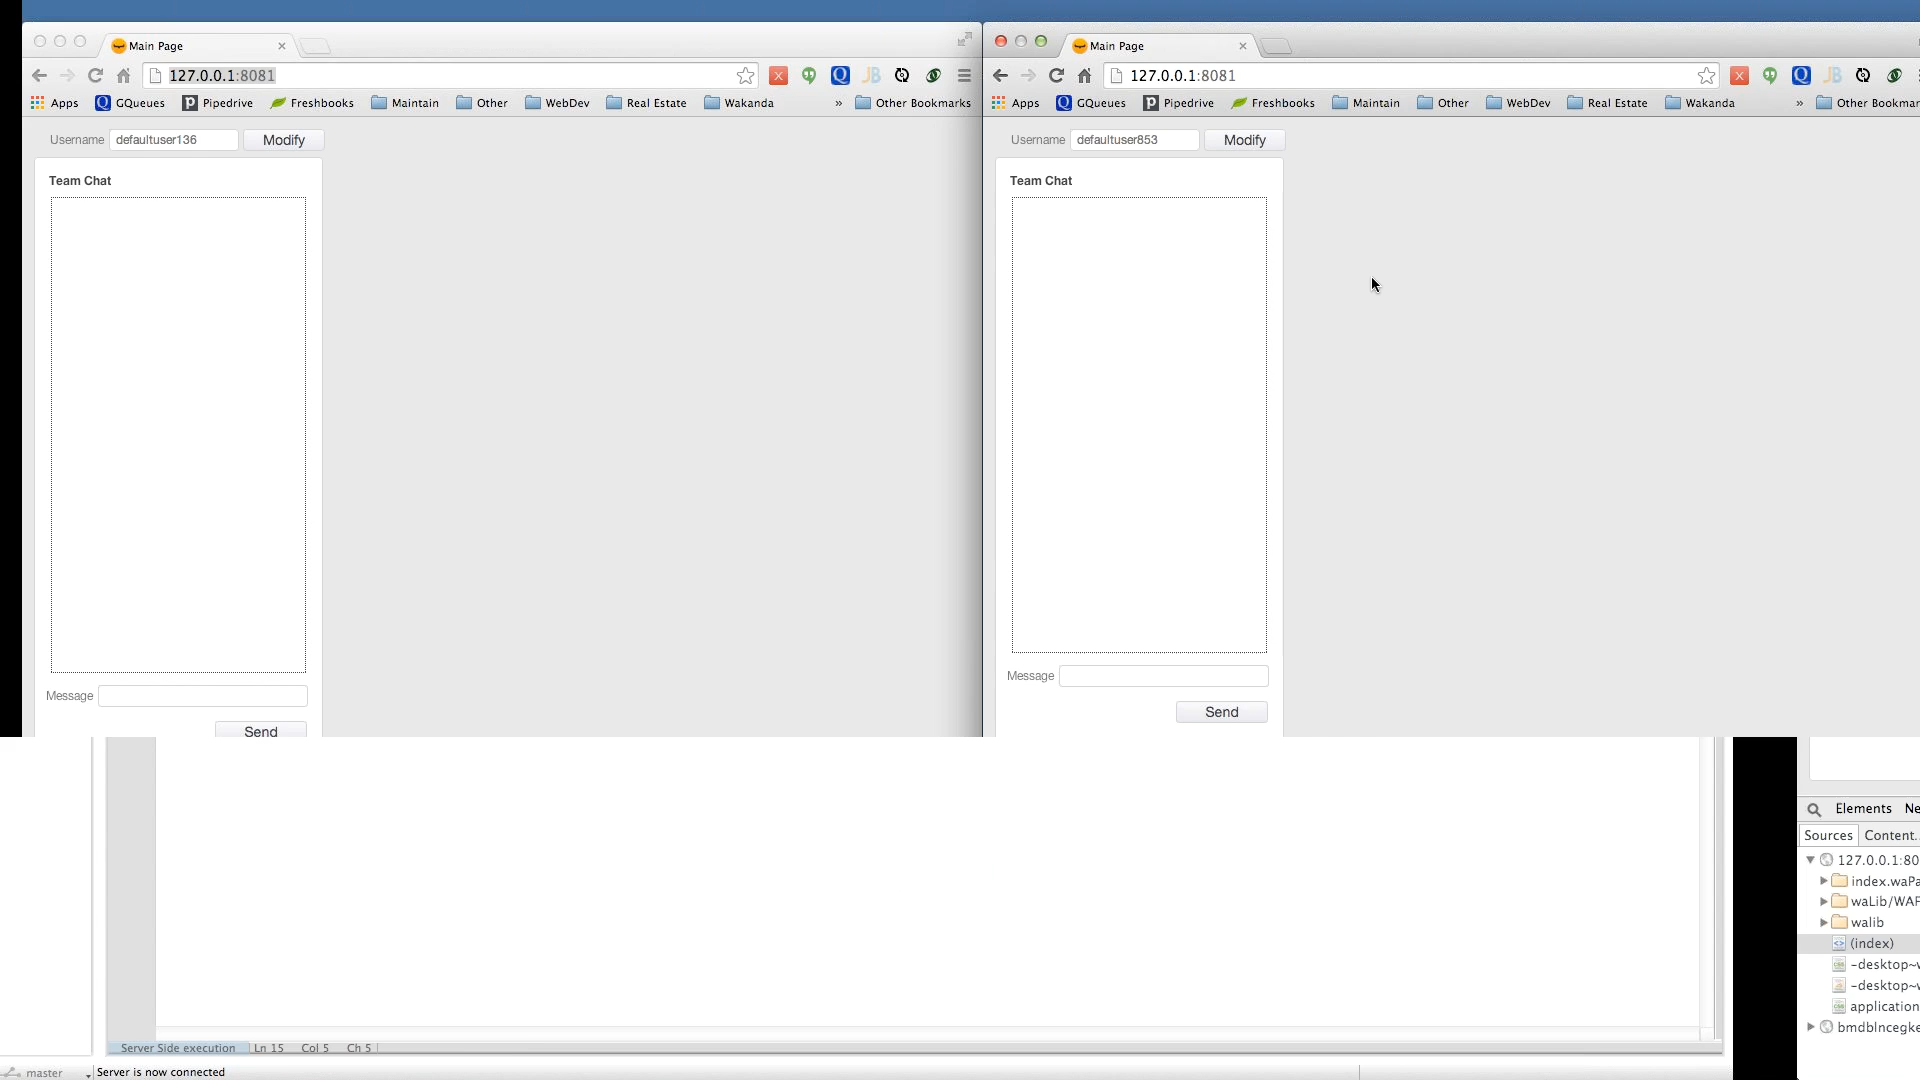 Main Page
127.0.0.1:8081
Apps GQueues Pipedrive Freshbooks Maintain Other WebDev Real Estate Wakanda » Other Bookmarks
Username defaultuser136 Modify
Team Chat
Message
Send
Main Page
127.0.0.1:8081
Apps GQueues Pipedrive Freshbooks Maintain Other WebDev Real Estate Wakanda » Other Bookmar
Username defaultuser853 Modify
Team Chat
Message
Send
Elements Ne
Sources Content...
127.0.0.1:80
index.waPa
waLib/WAF
walib
(index)
-desktop~w
-desktop~w
application
bmdblncegke
Server Side execution Ln 15 Col 5 Ch 5
master Server is now connected